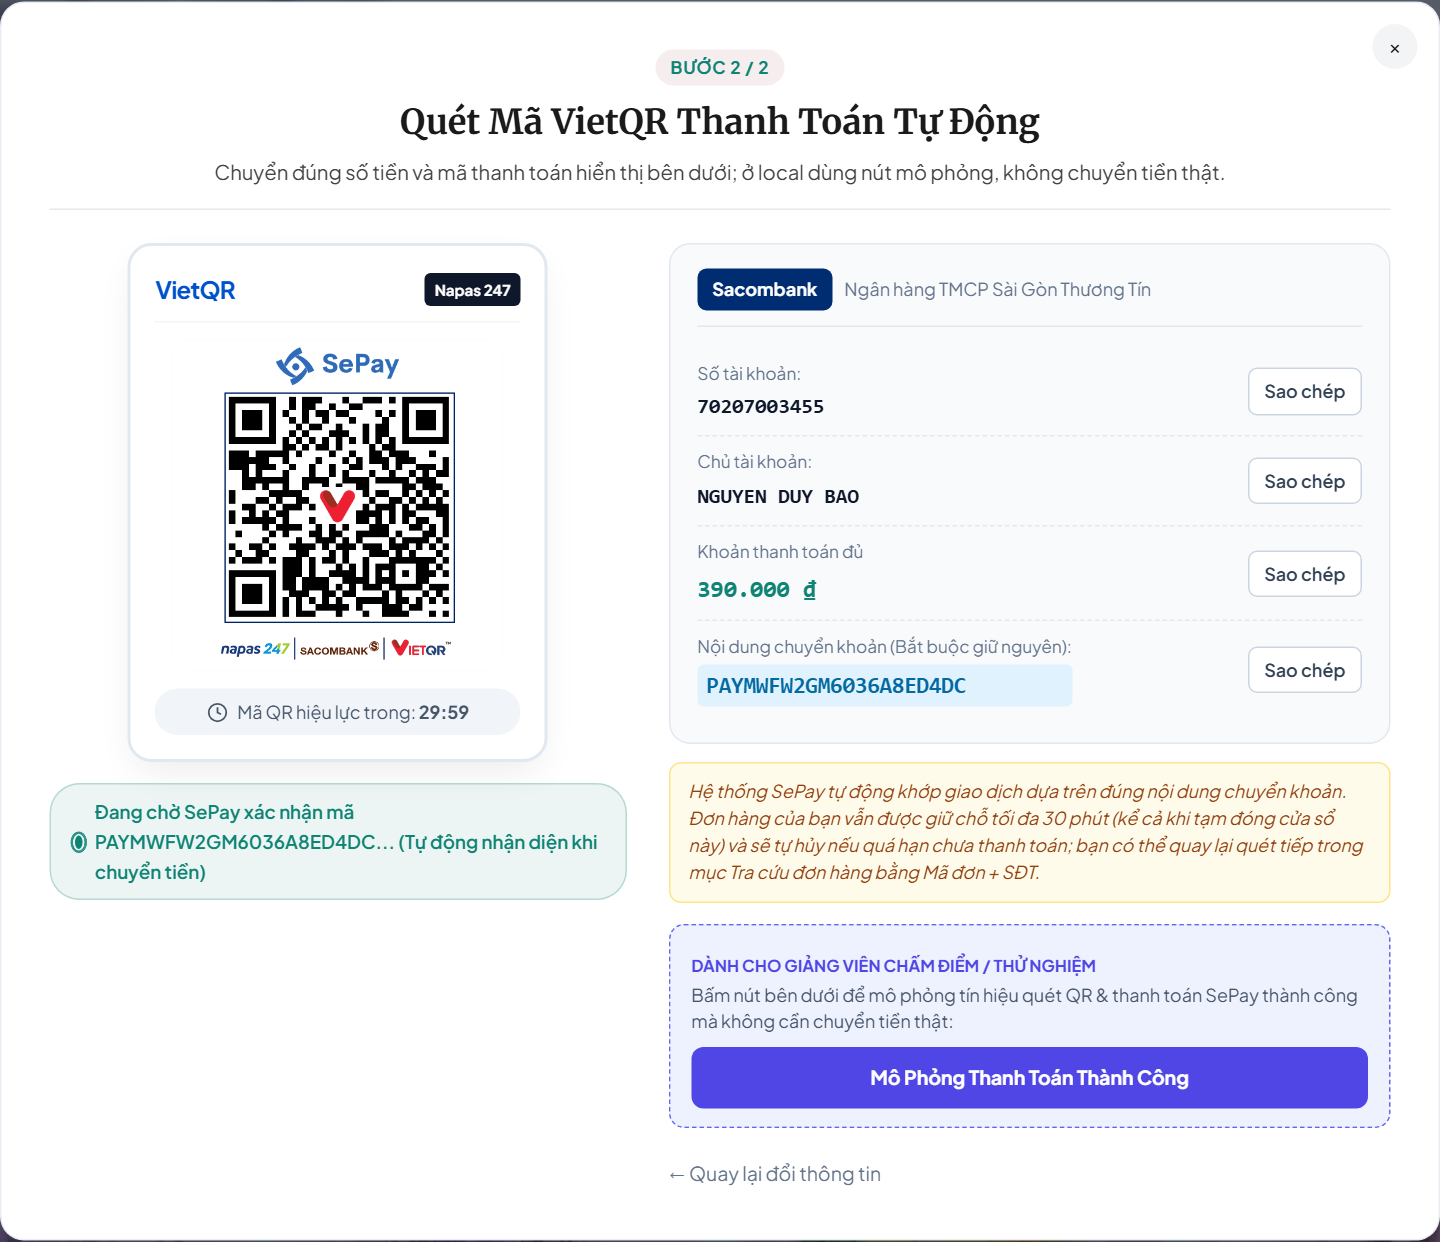 ×
BƯỚC 2 / 2
Quét Mã VietQR Thanh Toán Tự Động
Chuyển đúng số tiền và mã thanh toán hiển thị bên dưới; ở local dùng nút mô phỏng, không chuyển tiền thật.
VietQR
Napas 247
SePay
napas 247 | SACOMBANK S | VIETQR™
Mã QR hiệu lực trong: 29:59
Đang chờ SePay xác nhận mã
PAYMWFW2GM6036A8ED4DC... (Tự động nhận diện khi
chuyển tiền)
Sacombank
Ngân hàng TMCP Sài Gòn Thương Tín
Số tài khoản:
70207003455
Sao chép
Chủ tài khoản:
NGUYEN DUY BAO
Sao chép
Khoản thanh toán đủ
390.000 ₫
Sao chép
Nội dung chuyển khoản (Bắt buộc giữ nguyên):
PAYMWFW2GM6036A8ED4DC
Sao chép
Hệ thống SePay tự động khớp giao dịch dựa trên đúng nội dung chuyển khoản.
Đơn hàng của bạn vẫn được giữ chỗ tối đa 30 phút (kể cả khi tạm đóng cửa sổ
này) và sẽ tự hủy nếu quá hạn chưa thanh toán; bạn có thể quay lại quét tiếp trong
mục Tra cứu đơn hàng bằng Mã đơn + SĐT.
DÀNH CHO GIẢNG VIÊN CHẤM ĐIỂM / THỬ NGHIỆM
Bấm nút bên dưới để mô phỏng tín hiệu quét QR & thanh toán SePay thành công
mà không cần chuyển tiền thật:
Mô Phỏng Thanh Toán Thành Công
← Quay lại đổi thông tin